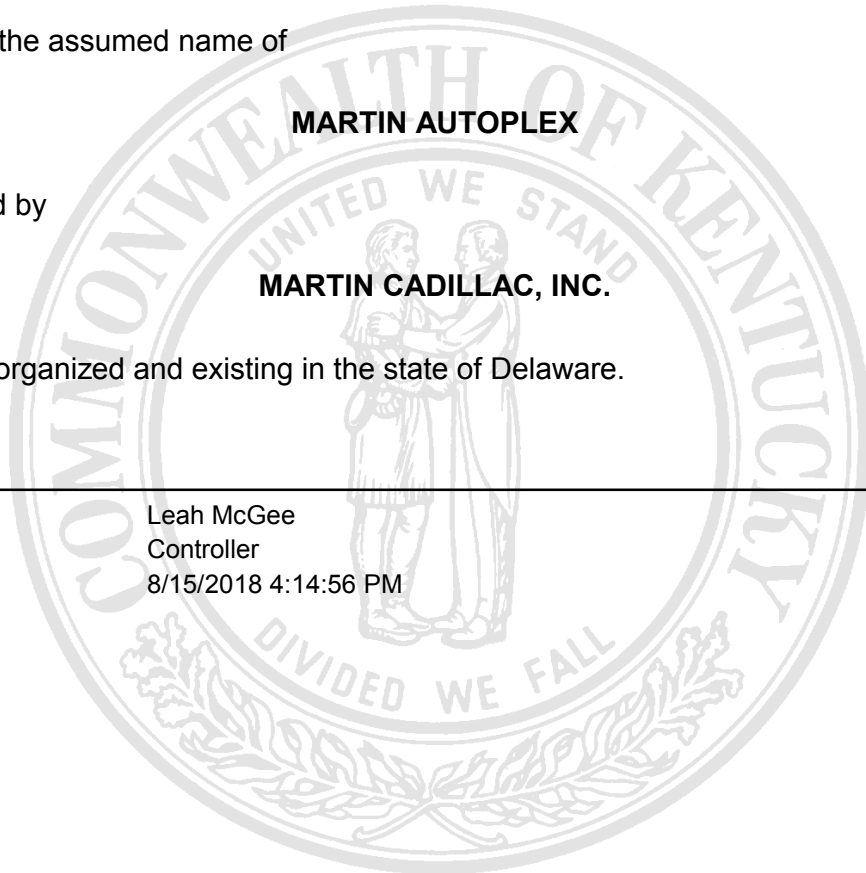 the assumed name of
MARTIN AUTOPLEX
d by
MARTIN CADILLAC, INC.
organized and existing in the state of Delaware.
Leah McGee
Controller
8/15/2018 4:14:56 PM
COMMONWEALTH OF KENTUCKY
UNITED WE STAND
DIVIDED WE FALL